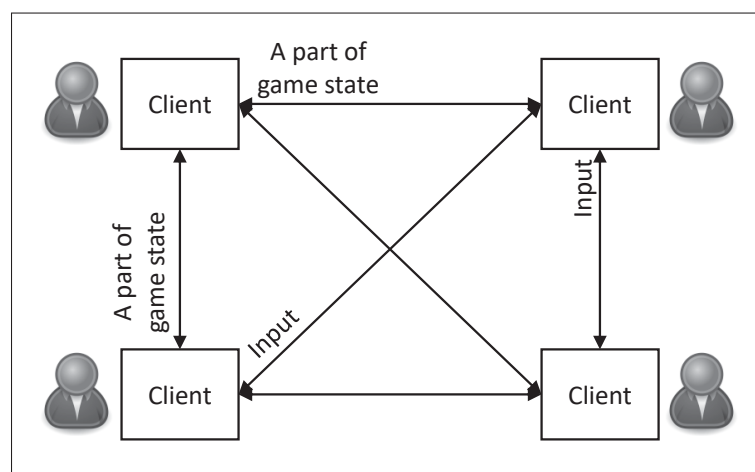 A part of
game state
Client
Client
Input
A part of
game state
Input
Client
Client